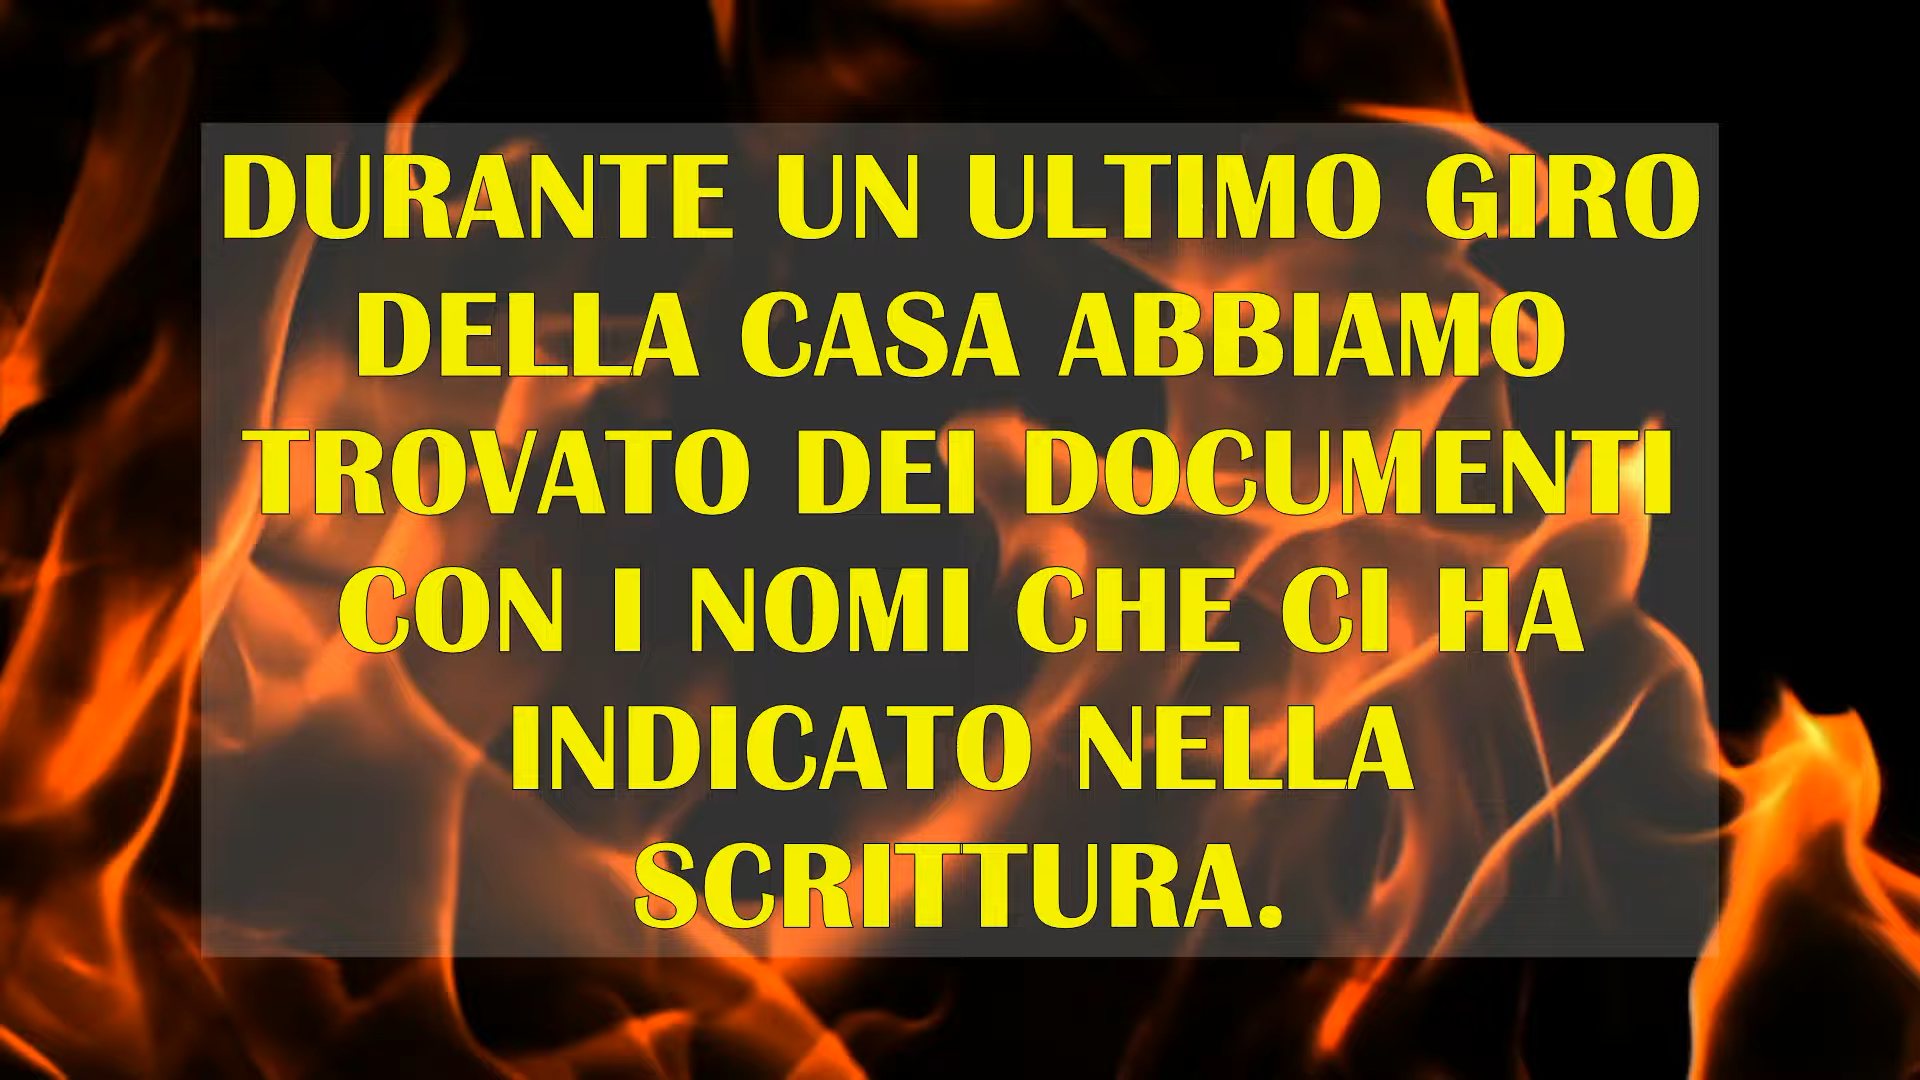 DURANTE UN ULTIMO GIRO
DELLA CASA ABBIAMO
TROVATO DEI DOCUMENTI
CON I NOMI CHE CI HA
INDICATO NELLA
SCRITTURA.